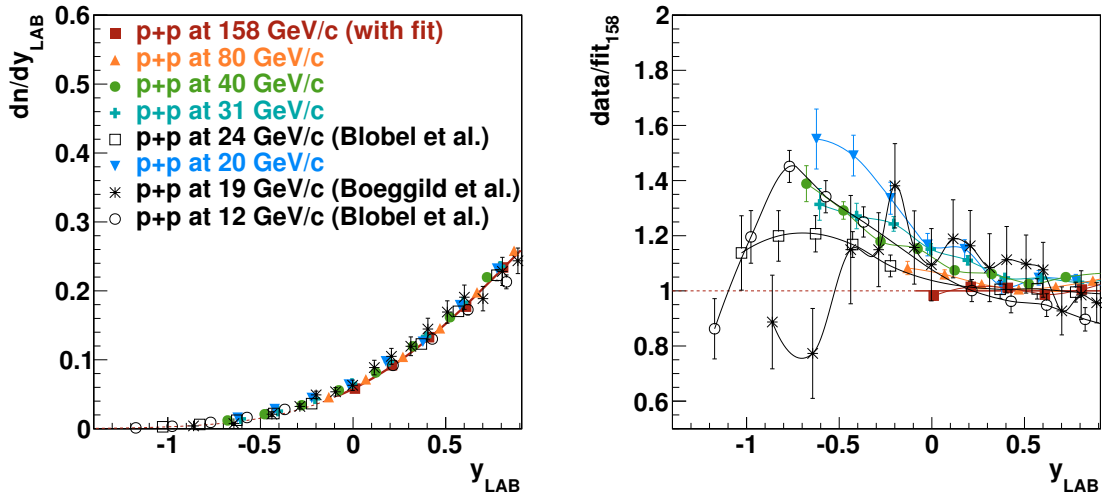 dn/dy_LAB
0.6
0.5
0.4
0.3
0.2
0.1
0
p+p at 158 GeV/c (with fit)
p+p at 80 GeV/c
p+p at 40 GeV/c
p+p at 31 GeV/c
p+p at 24 GeV/c (Blobel et al.)
p+p at 20 GeV/c
p+p at 19 GeV/c (Boeggild et al.)
p+p at 12 GeV/c (Blobel et al.)
-1 -0.5 0 0.5
y_LAB
data/fit_158
2
1.8
1.6
1.4
1.2
1
0.8
0.6
-1 -0.5 0 0.5
y_LAB